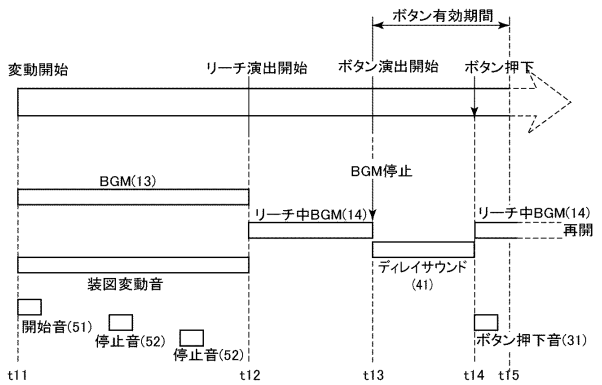 ボタン有効期間
変動開始
リーチ演出開始
ボタン演出開始
ボタン押下
BGM停止
BGM(13)
リーチ中BGM(14)
リーチ中BGM(14)
再開
装図変動音
ディレイサウンド
(41)
開始音(51)
停止音(52)
停止音(52)
ボタン押下音(31)
t11
t12
t13
t14
t15